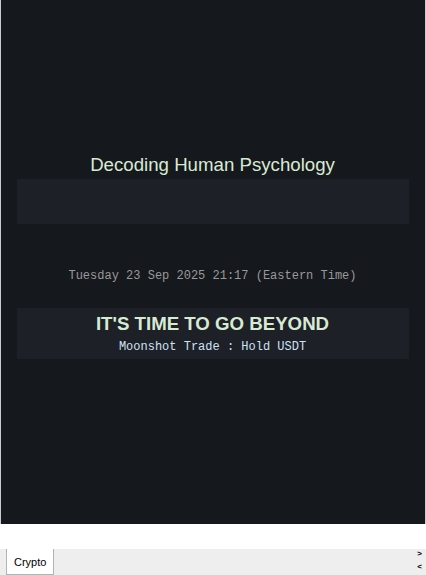 Decoding Human Psychology
Tuesday 23 Sep 2025 21:17 (Eastern Time)
IT'S TIME TO GO BEYOND
Moonshot Trade : Hold USDT
>
Crypto
<